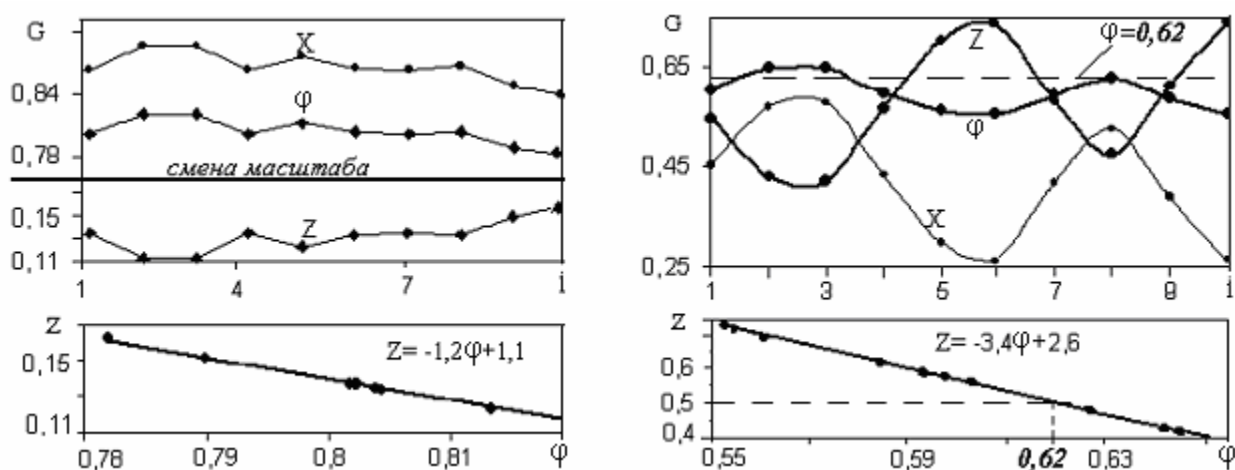 G
X
0,84
φ
0,78
смена масштаба
0,15
Z
0,11
1 4 7 i
G
Z
φ=0,62
0,65
φ
0,45
X
0,25
1 3 5 7 9 i
Z
Z= -1,2φ+1,1
0,15
0,11
0,78 0,79 0,8 0,81 φ
Z
Z= -3,4φ+2,6
0,6
0,5
0,4
0,55 0,59 0,62 0,63 φ